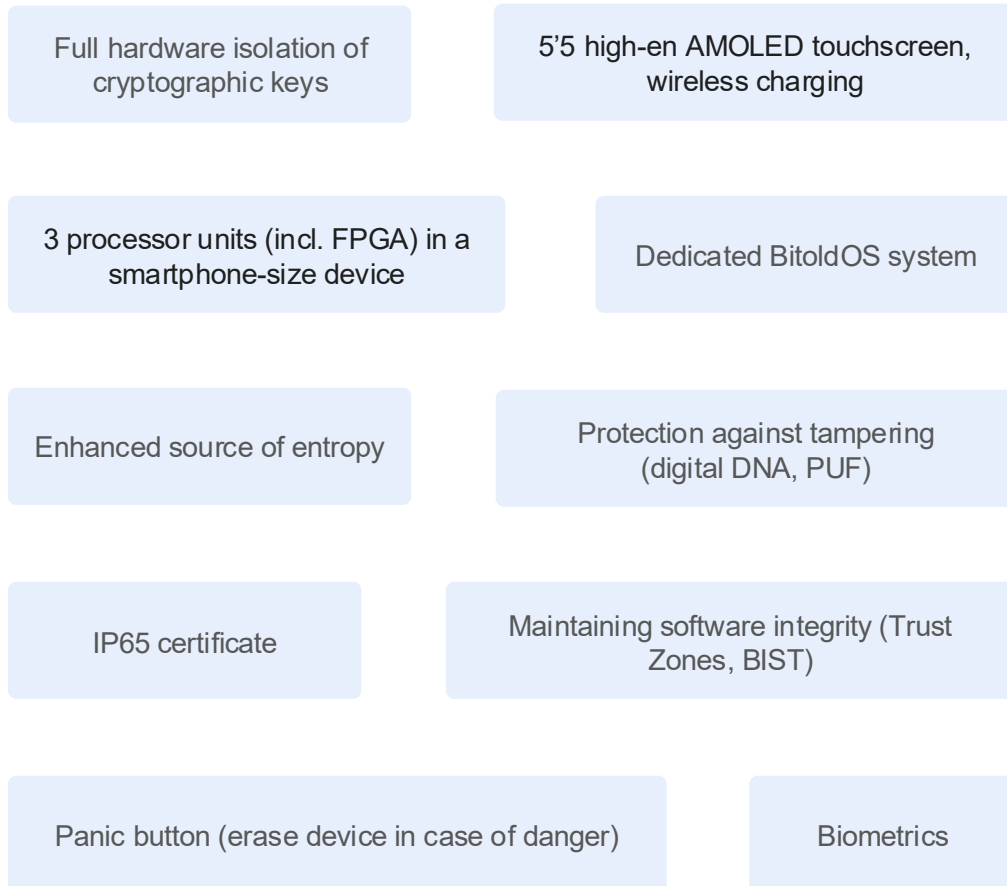 Full hardware isolation of
cryptographic keys
5’5 high-en AMOLED touchscreen,
wireless charging
3 processor units (incl. FPGA) in a
smartphone-size device
Dedicated BitoldOS system
Enhanced source of entropy
Protection against tampering
(digital DNA, PUF)
IP65 certificate
Maintaining software integrity (Trust
Zones, BIST)
Panic button (erase device in case of danger)
Biometrics